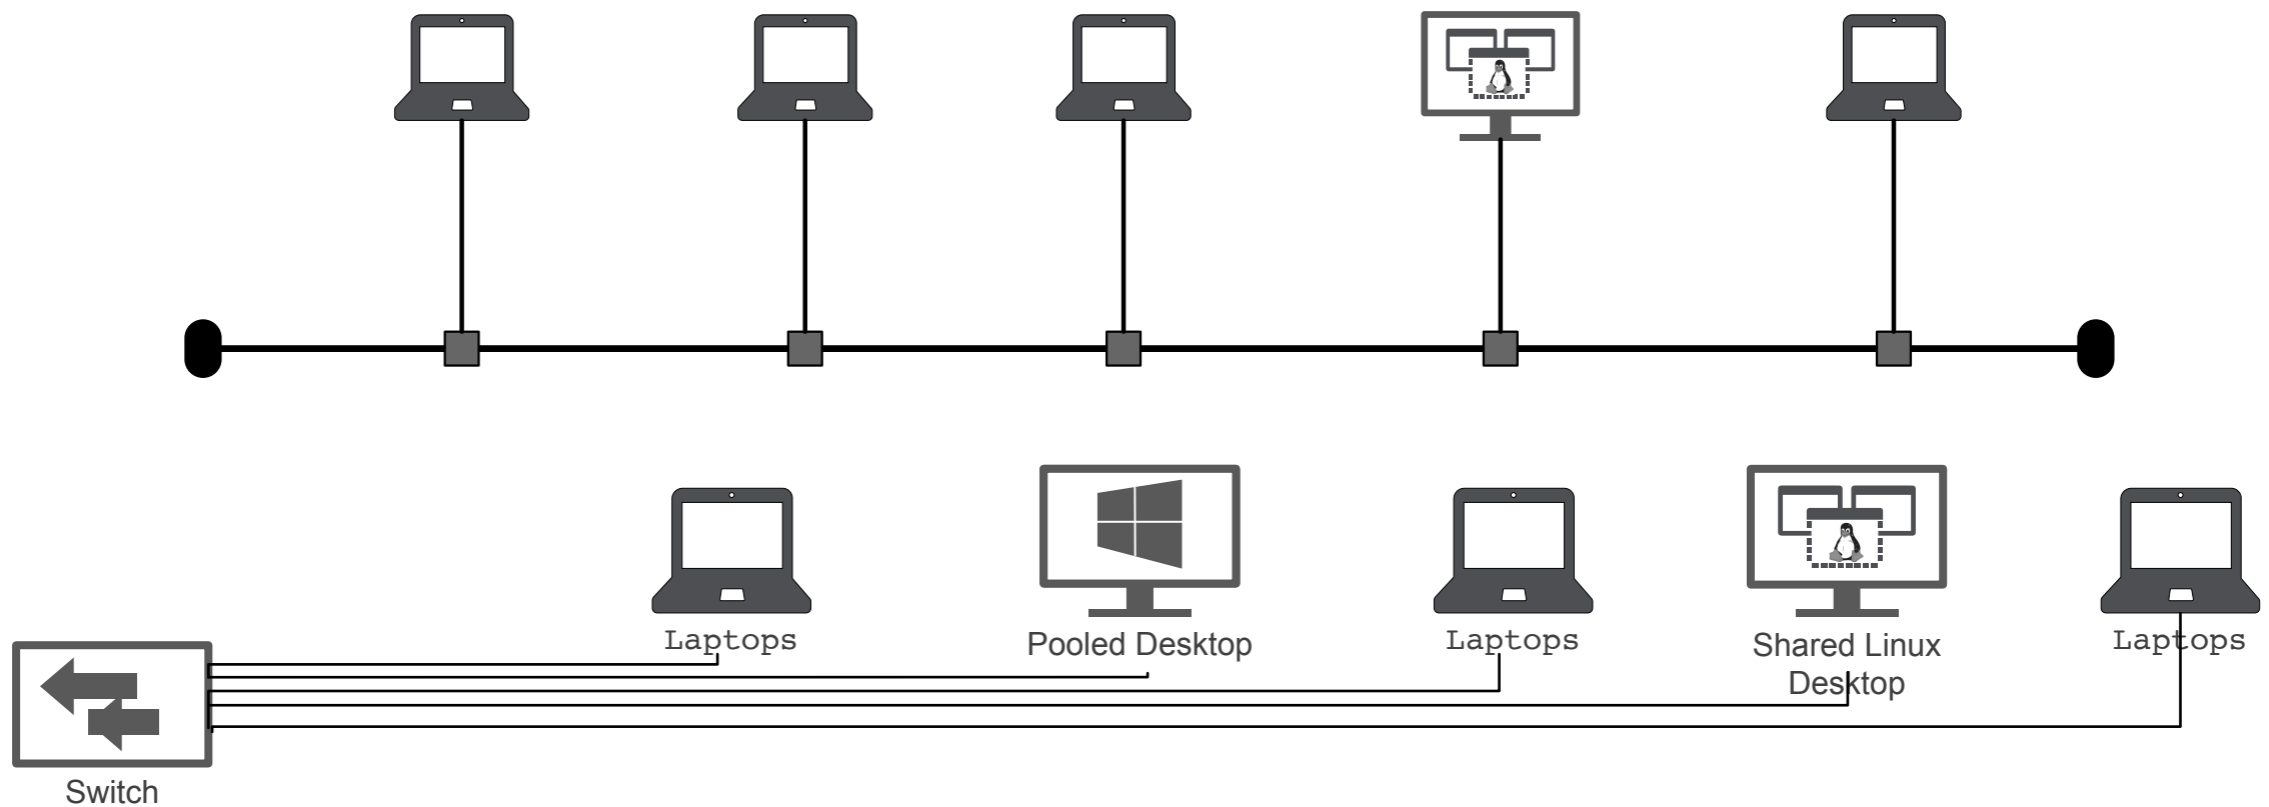 Laptops
Pooled Desktop
Laptops
Shared Linux
Desktop
Laptops
Switch